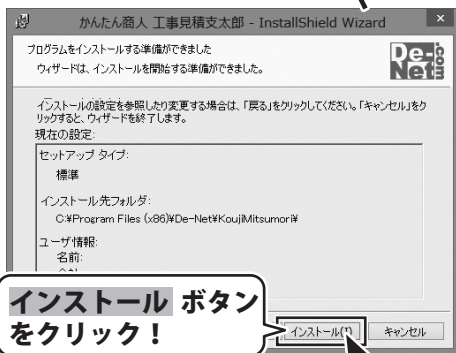 かんたん商人 工事見積支太郎 - InstallShield Wizard
×
プログラムをインストールする準備ができました
ウィザードは、インストールを開始する準備ができました。
De-Net.com
インストールの設定を参照したり変更する場合は、「戻る」をクリックしてください。「キャンセル」をク
リックすると、ウィザードを終了します。
現在の設定:
セットアップ タイプ:
標準
インストール先フォルダ:
C:¥Program Files (x86)¥De-Net¥KoujiMitsumori¥
ユーザ情報:
名前:
インストール ボタン
をクリック!
インストール(I)
キャンセル